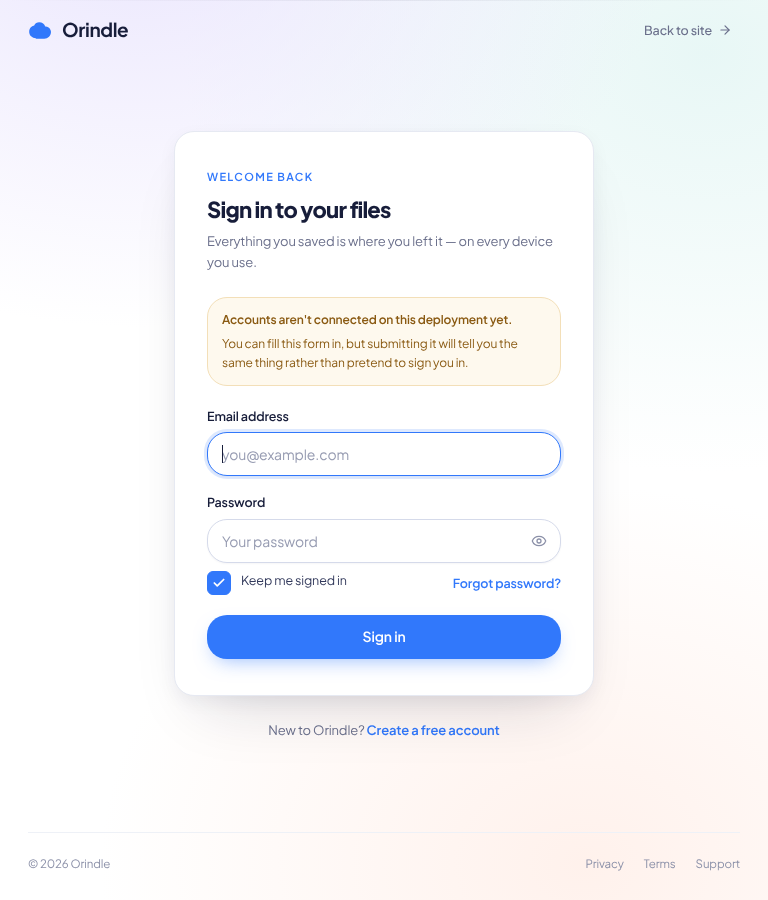 Orindle
Back to site
WELCOME BACK
Sign in to your files
Everything you saved is where you left it — on every device
you use.
Accounts aren't connected on this deployment yet.
You can fill this form in, but submitting it will tell you the
same thing rather than pretend to sign you in.
Email address
you@example.com
Password
Your password
Keep me signed in
Forgot password?
Sign in
New to Orindle? Create a free account
© 2026 Orindle
Privacy
Terms
Support